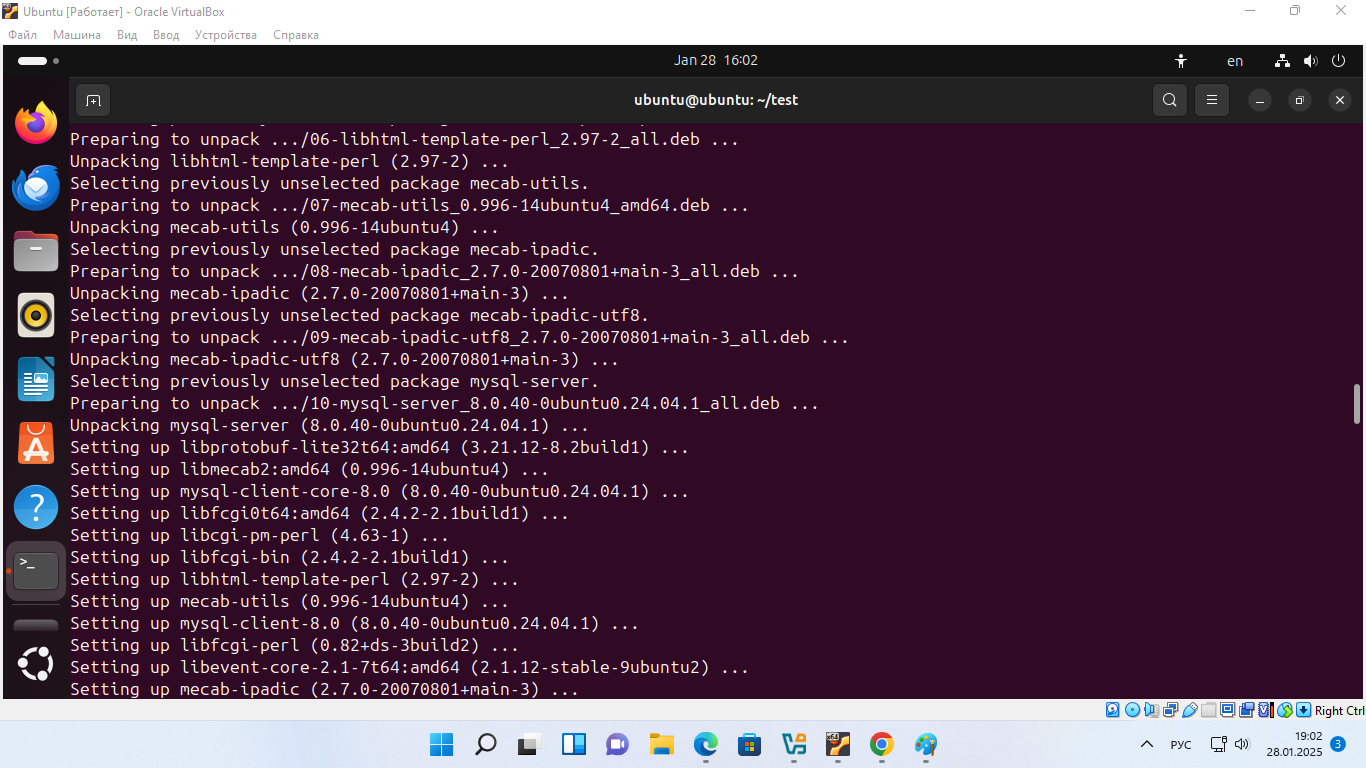 Ubuntu [Работает] - Oracle VirtualBox
Файл Машина Вид Ввод Устройства Справка
Jan 28 16:02
en
ubuntu@ubuntu: ~/test
Preparing to unpack .../06-libhtml-template-perl_2.97-2_all.deb ...
Unpacking libhtml-template-perl (2.97-2) ...
Selecting previously unselected package mecab-utils.
Preparing to unpack .../07-mecab-utils_0.996-14ubuntu4_amd64.deb ...
Unpacking mecab-utils (0.996-14ubuntu4) ...
Selecting previously unselected package mecab-ipadic.
Preparing to unpack .../08-mecab-ipadic_2.7.0-20070801+main-3_all.deb ...
Unpacking mecab-ipadic (2.7.0-20070801+main-3) ...
Selecting previously unselected package mecab-ipadic-utf8.
Preparing to unpack .../09-mecab-ipadic-utf8_2.7.0-20070801+main-3_all.deb ...
Unpacking mecab-ipadic-utf8 (2.7.0-20070801+main-3) ...
Selecting previously unselected package mysql-server.
Preparing to unpack .../10-mysql-server_8.0.40-0ubuntu0.24.04.1_all.deb ...
Unpacking mysql-server (8.0.40-0ubuntu0.24.04.1) ...
Setting up libprotobuf-lite32t64:amd64 (3.21.12-8.2build1) ...
Setting up libmecab2:amd64 (0.996-14ubuntu4) ...
Setting up mysql-client-core-8.0 (8.0.40-0ubuntu0.24.04.1) ...
Setting up libfcgi0t64:amd64 (2.4.2-2.1build1) ...
Setting up libcgi-pm-perl (4.63-1) ...
Setting up libfcgi-bin (2.4.2-2.1build1) ...
Setting up libhtml-template-perl (2.97-2) ...
Setting up mecab-utils (0.996-14ubuntu4) ...
Setting up mysql-client-8.0 (8.0.40-0ubuntu0.24.04.1) ...
Setting up libfcgi-perl (0.82+ds-3build2) ...
Setting up libevent-core-2.1-7t64:amd64 (2.1.12-stable-9ubuntu2) ...
Setting up mecab-ipadic (2.7.0-20070801+main-3) ...
Right Ctrl
РУС
19:02
28.01.2025
3